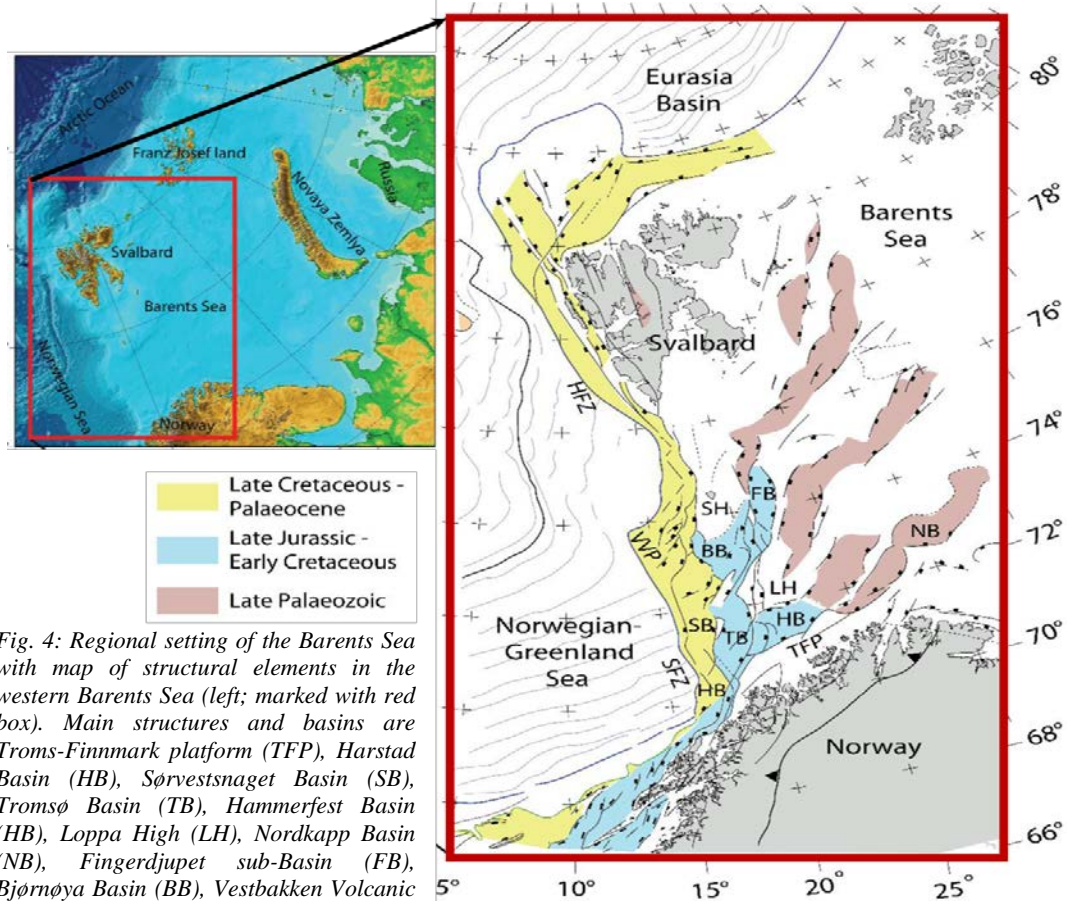 Arctic Ocean
Franz Josef land
Novaya Zemlya
Russia
Svalbard
Barents Sea
Norwegian Sea
Norway
Eurasia
Basin
Barents
Sea
Svalbard
HFZ
FB
SH
BB
VVP
NB
LH
HB
SB
TB
TFP
SFZ
HB
Norwegian-
Greenland
Sea
Norway
80°
78°
76°
74°
72°
70°
68°
66°
5°
10°
15°
20°
25°
Late Cretaceous -
Palaeocene
Late Jurassic -
Early Cretaceous
Late Palaeozoic
Fig. 4: Regional setting of the Barents Sea
with map of structural elements in the
western Barents Sea (left; marked with red
box). Main structures and basins are
Troms-Finnmark platform (TFP), Harstad
Basin (HB), Sørvestsnaget Basin (SB),
Tromsø Basin (TB), Hammerfest Basin
(HB), Loppa High (LH), Nordkapp Basin
(NB), Fingerdjupet sub-Basin (FB),
Bjørnøya Basin (BB), Vestbakken Volcanic